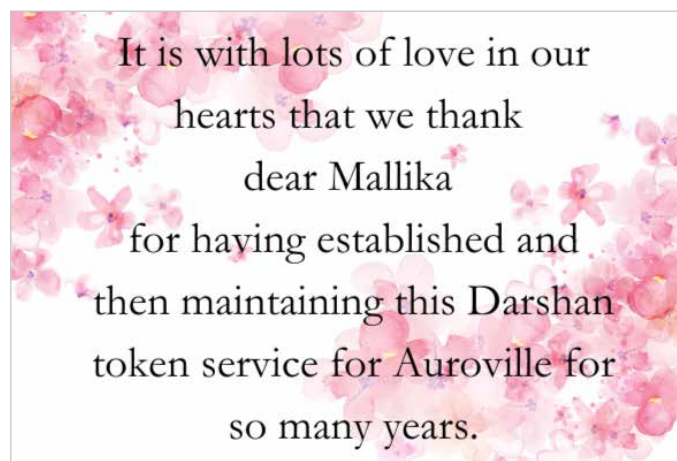 It is with lots of love in our
hearts that we thank
dear Mallika
for having established and
then maintaining this Darshan
token service for Auroville for
so many years.